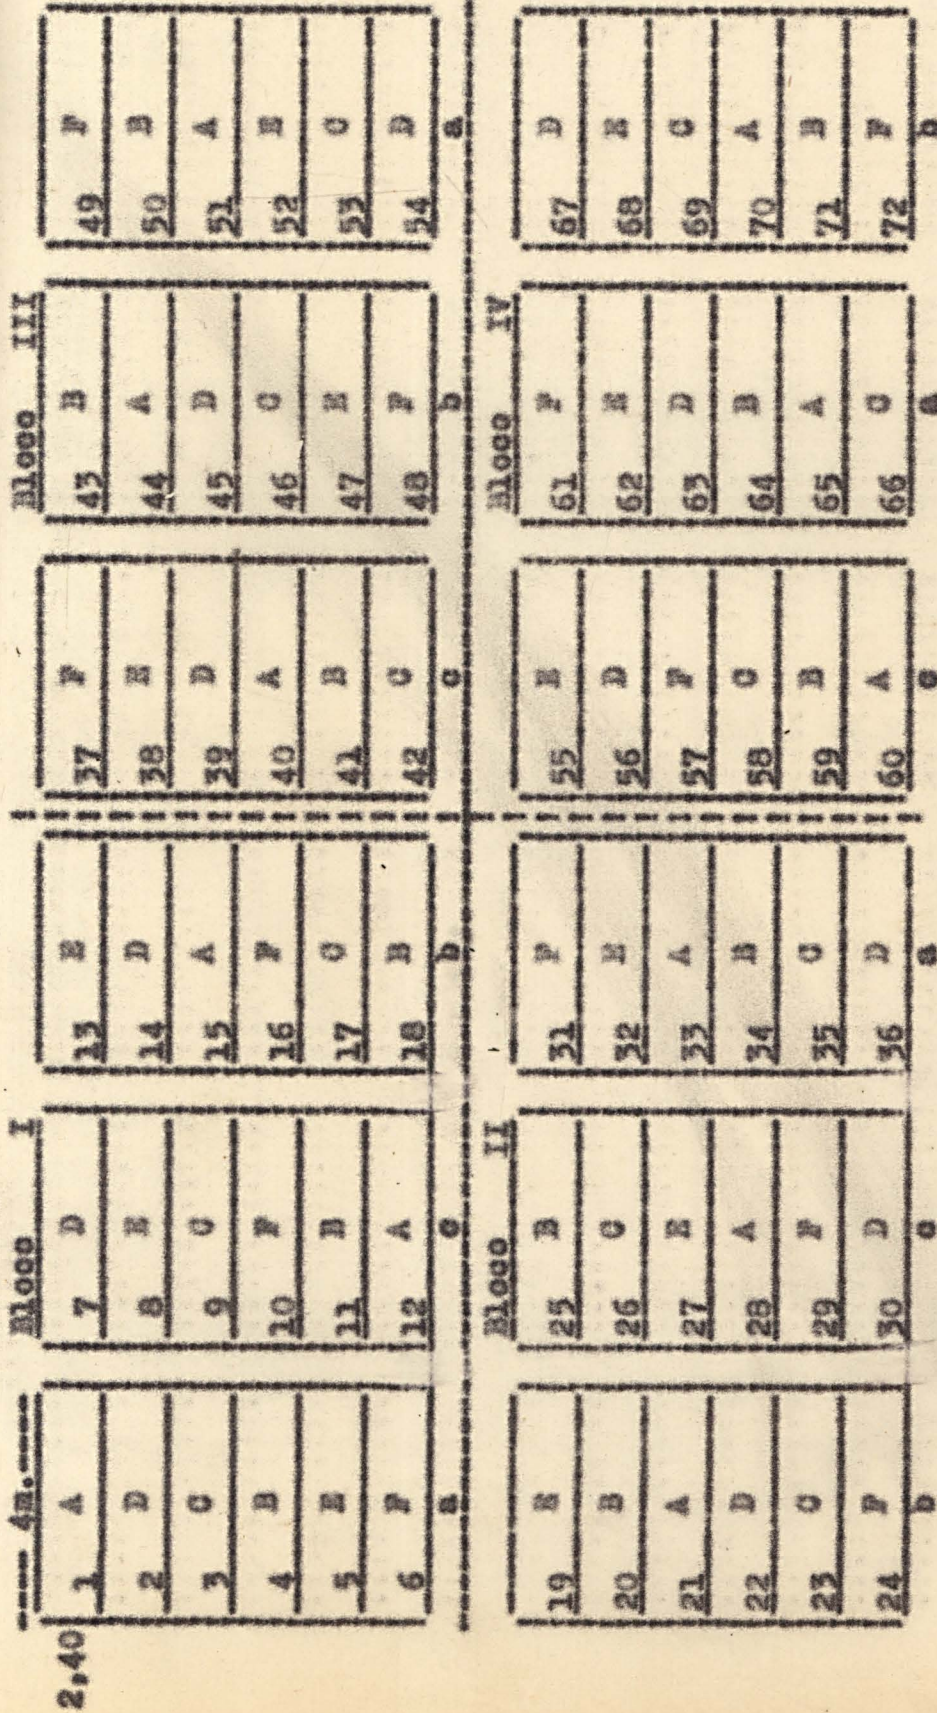 4m. Bloco I Bloco III
2,40 1 A 7 D 13 E 37 F 43 B 49 F
2 D 8 E 14 D 38 E 44 A 50 B
3 C 9 C 15 A 39 D 45 D 51 A
4 B 10 F 16 F 40 A 46 C 52 E
5 E 11 B 17 C 41 B 47 E 53 C
6 F 12 A 18 B 42 C 48 F 54 D
a c b c b a
Bloco II Bloco IV
19 E 25 B 31 F 55 E 61 F 67 D
20 B 26 C 32 E 56 D 62 E 68 E
21 A 27 E 33 A 57 F 63 D 69 C
22 D 28 A 34 B 58 C 64 B 70 A
23 C 29 F 35 C 59 B 65 A 71 B
24 F 30 D 36 D 60 A 66 C 72 F
b c a c a b